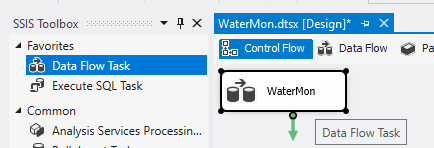 SSIS Toolbox
Favorites
Data Flow Task
Execute SQL Task
Common
Analysis Services Processin...
WaterMon.dtsx [Design]*
Control Flow
Data Flow
WaterMon
Data Flow Task